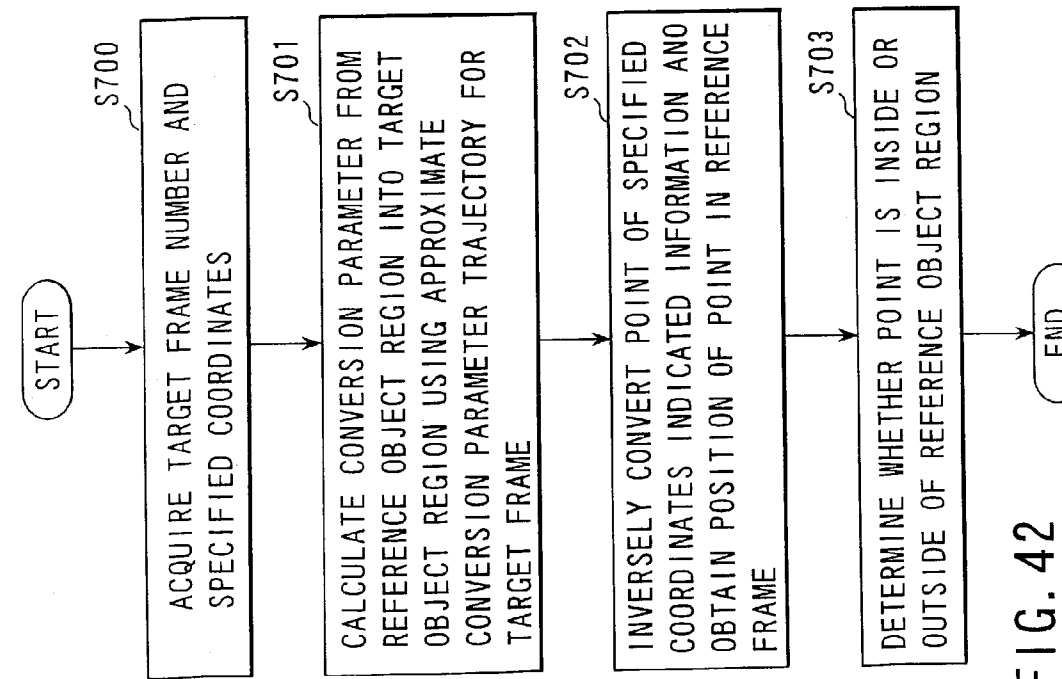 START
S700
ACQUIRE TARGET FRAME NUMBER AND
SPECIFIED COORDINATES
S701
CALCULATE CONVERSION PARAMETER FROM
REFERENCE OBJECT REGION INTO TARGET
OBJECT REGION USING APPROXIMATE
CONVERSION PARAMETER TRAJECTORY FOR
TARGET FRAME
S702
INVERSELY CONVERT POINT OF SPECIFIED
COORDINATES INDICATED INFORMATION ANO
OBTAIN POSITION OF POINT IN REFERENCE
FRAME
S703
DETERMINE WHETHER POINT IS INSIDE OR
OUTSIDE OF REFERENCE OBJECT REGION
END
FIG. 42